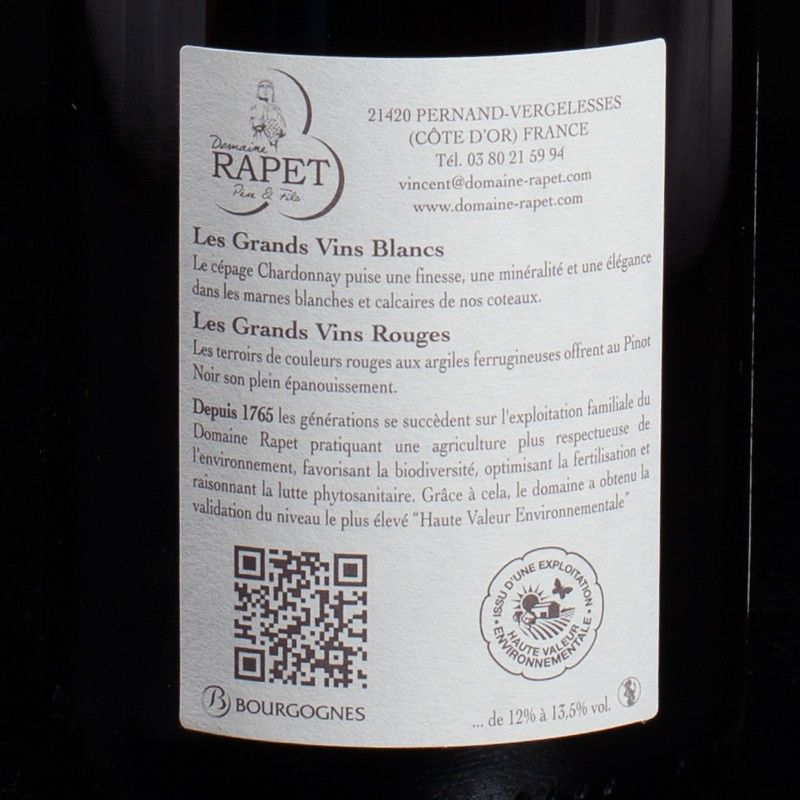 Domaine
RAPET
Père & Fils
21420 PERNAND-VERGELESSES
(CÔTE D'OR) FRANCE
Tél. 03 80 21 59 94
vincent@domaine-rapet.com
www.domaine-rapet.com
Les Grands Vins Blancs
Le cépage Chardonnay puise une finesse, une minéralité et une élégance
dans les marnes blanches et calcaires de nos coteaux.
Les Grands Vins Rouges
Les terroirs de couleurs rouges aux argiles ferrugineuses offrent au Pinot
Noir son plein épanouissement.
Depuis 1765 les générations se succèdent sur l'exploitation familiale du
Domaine Rapet pratiquant une agriculture plus respectueuse de
l'environnement, favorisant la biodiversité, optimisant la fertilisation et
raisonnant la lutte phytosanitaire. Grâce à cela, le domaine a obtenu la
validation du niveau le plus élevé “Haute Valeur Environnementale”
• ISSU D'UNE EXPLOITATION •
HAUTE VALEUR
ENVIRONNEMENTALE
B BOURGOGNES
... de 12% à 13,5% vol.